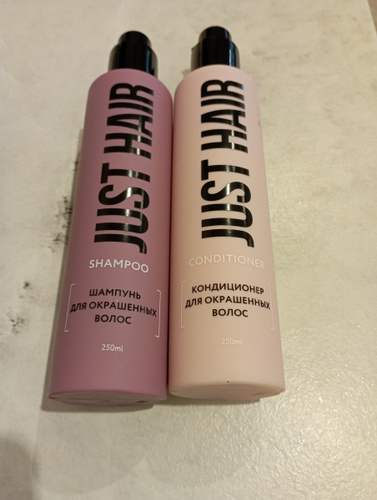 JUST HAIR
SHAMPOO
ШАМПУНЬ
ДЛЯ ОКРАШЕННЫХ
ВОЛОС
250ml
JUST HAIR
CONDITIONER
КОНДИЦИОНЕР
ДЛЯ ОКРАШЕННЫХ
ВОЛОС
250ml